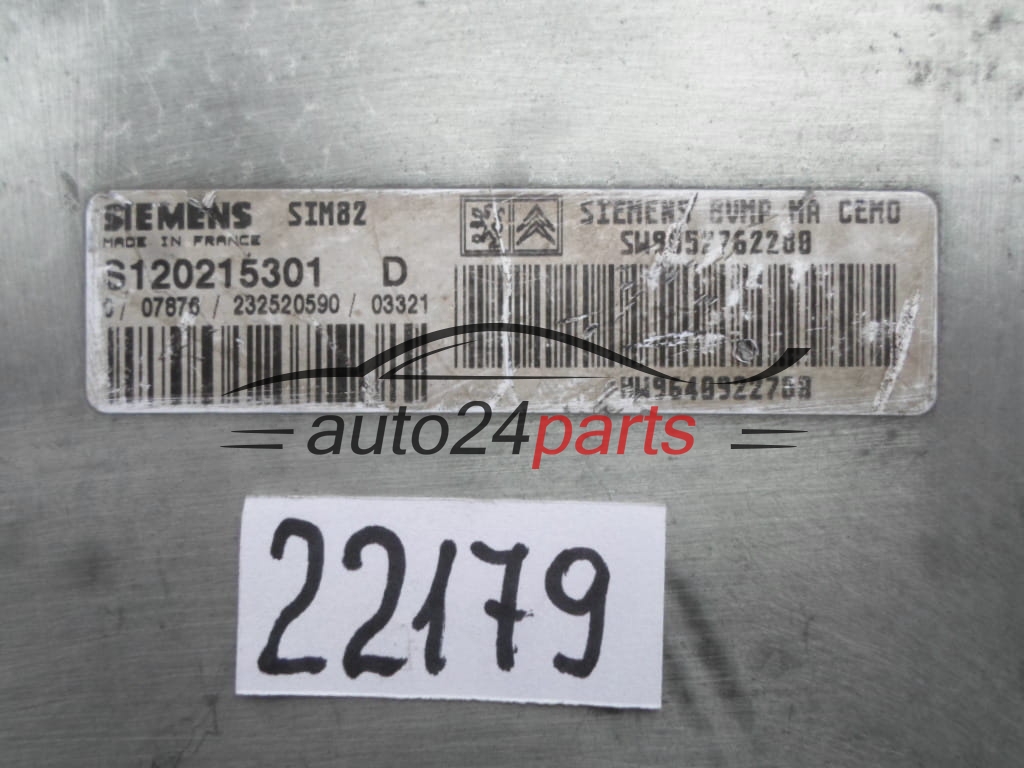 SIEMENS SIM82
MADE IN FRANCE
S120215301 D
07876 / 232520590 / 03321
SIEMENS BVMP MA CEMO
SW9652762280
HW9640922780
auto24parts
22179